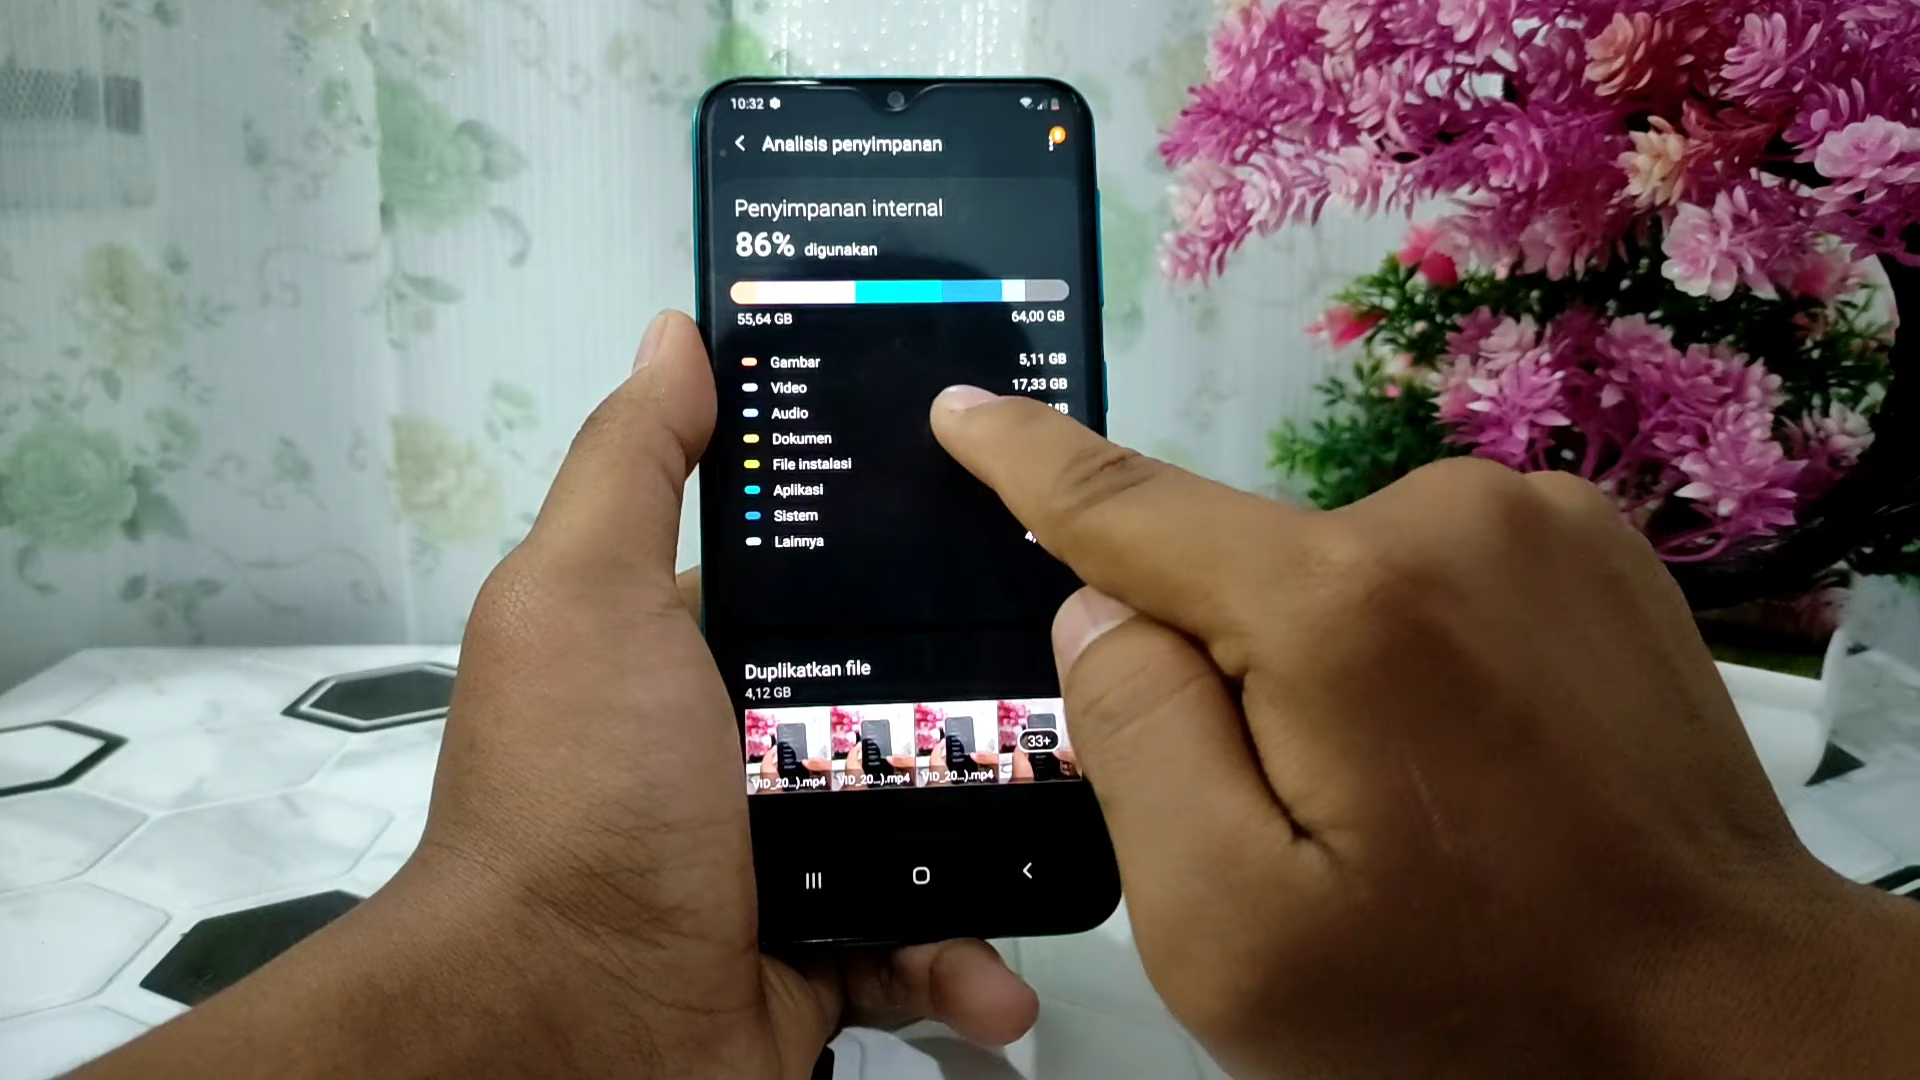 10:32
Analisis penyimpanan
Penyimpanan internal
86% digunakan
55,64 GB 64,00 GB
Gambar 5,11 GB
Video 17,33 GB
Audio MB
Dokumen
File instalasi
Aplikasi
Sistem
Lainnya 4,
Duplikatkan file
4,12 GB
33+
VID_20...).mp4 VID_20...).mp4 VID_20...).mp4